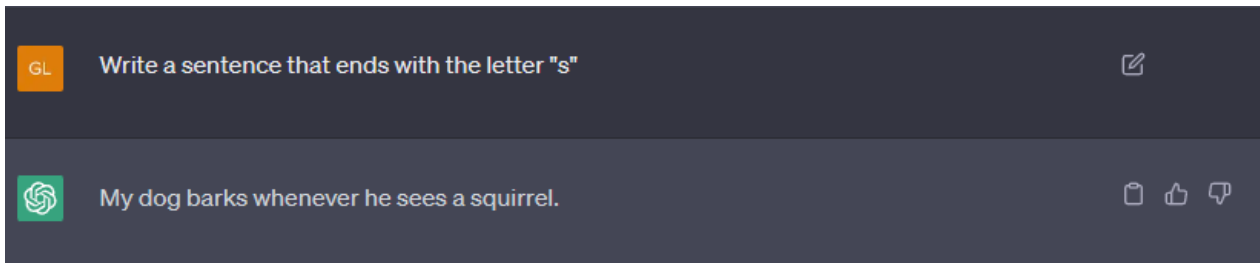 GL
Write a sentence that ends with the letter "s"
My dog barks whenever he sees a squirrel.